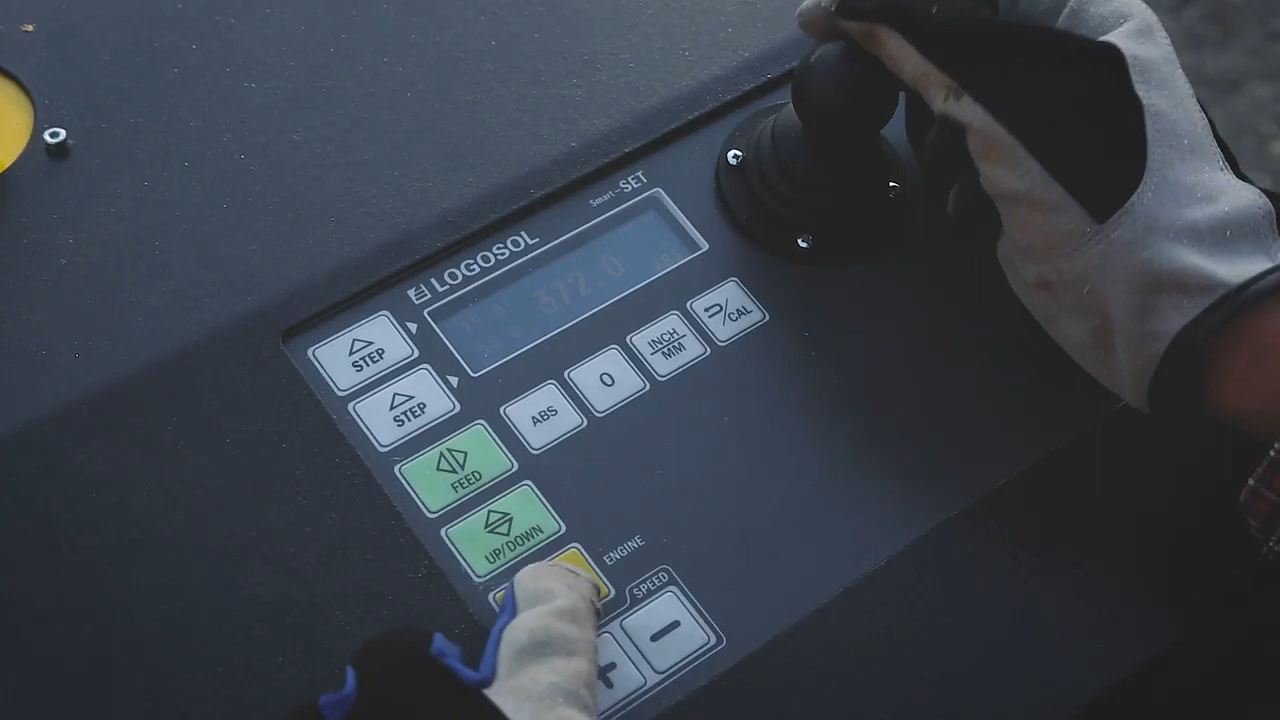 Smart-SET
LOGOSOL
372.0
STEP
STEP
ABS
0
INCH
MM
/CAL
FEED
UP/DOWN
ENGINE
SPEED
-
+